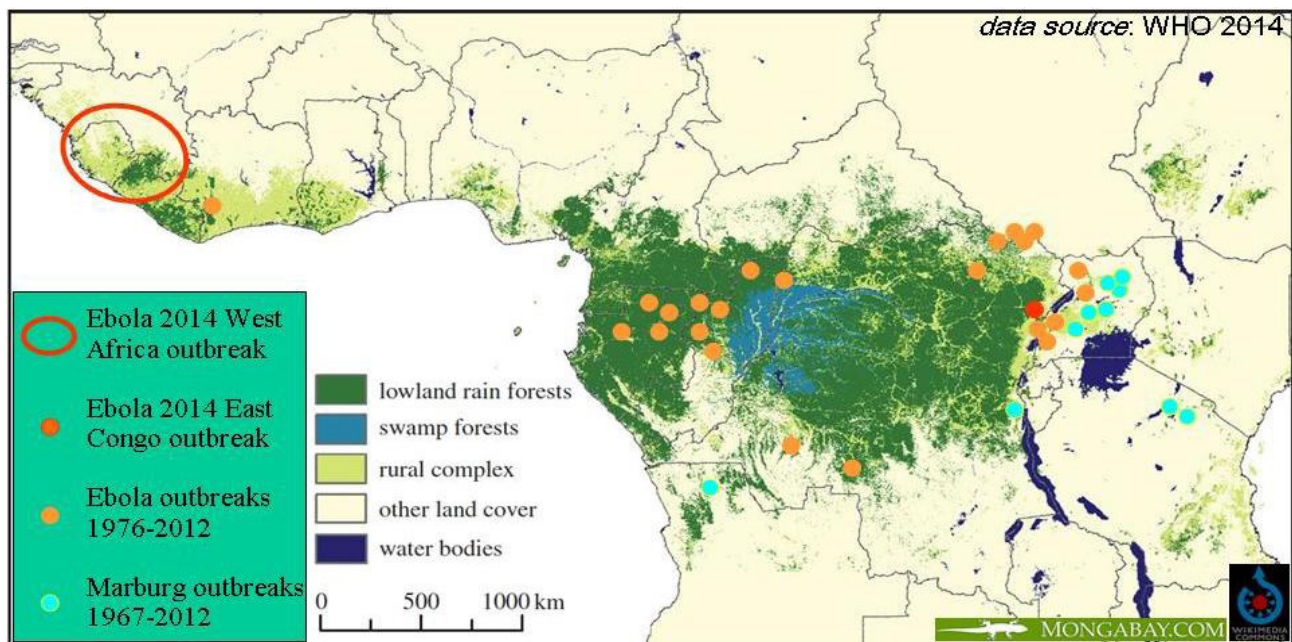 data source: WHO 2014
Ebola 2014 West
Africa outbreak
Ebola 2014 East
Congo outbreak
Ebola outbreaks
1976-2012
Marburg outbreaks
1967-2012
lowland rain forests
swamp forests
rural complex
other land cover
water bodies
0 500 1000 km
MONGABAY.COM
WIKIMEDIA
COMMONS